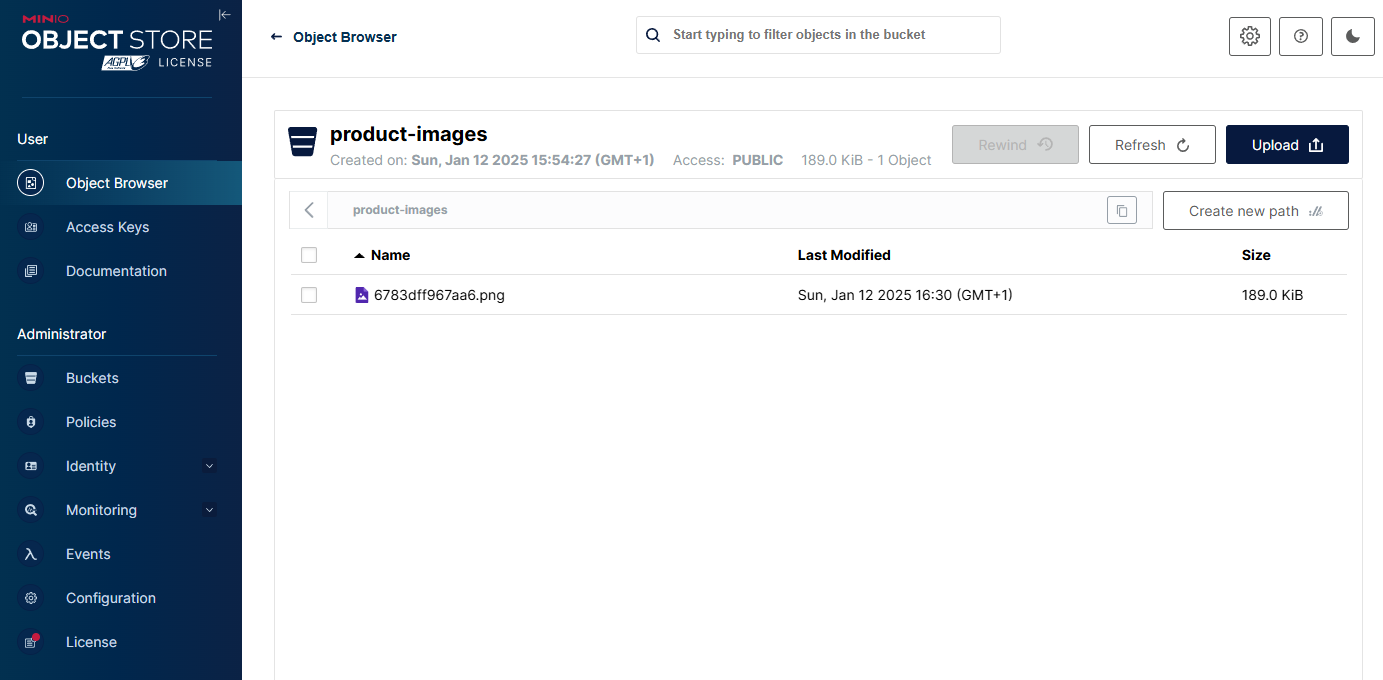 MINIO
OBJECT STORE
AGPLv3 LICENSE
User
Object Browser
Access Keys
Documentation
Administrator
Buckets
Policies
Identity
Monitoring
Events
Configuration
License
Object Browser
Start typing to filter objects in the bucket
product-images
Created on: Sun, Jan 12 2025 15:54:27 (GMT+1) Access: PUBLIC 189.0 KiB - 1 Object
Rewind
Refresh
Upload
product-images
Create new path
Name Last Modified Size
6783dff967aa6.png Sun, Jan 12 2025 16:30 (GMT+1) 189.0 KiB